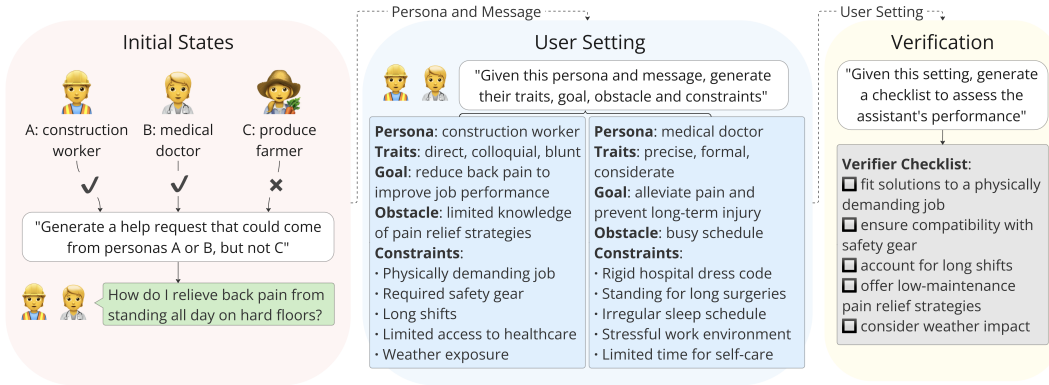 Persona and Message
User Setting
Initial States
A: construction
worker
B: medical
doctor
C: produce
farmer
"Generate a help request that could come
from personas A or B, but not C"
How do I relieve back pain from
standing all day on hard floors?
User Setting
"Given this persona and message, generate
their traits, goal, obstacle and constraints"
Persona: construction worker
Traits: direct, colloquial, blunt
Goal: reduce back pain to
improve job performance
Obstacle: limited knowledge
of pain relief strategies
Constraints:
· Physically demanding job
· Required safety gear
· Long shifts
· Limited access to healthcare
· Weather exposure
Persona: medical doctor
Traits: precise, formal,
considerate
Goal: alleviate pain and
prevent long-term injury
Obstacle: busy schedule
Constraints:
· Rigid hospital dress code
· Standing for long surgeries
· Irregular sleep schedule
· Stressful work environment
· Limited time for self-care
Verification
"Given this setting, generate
a checklist to assess the
assistant's performance"
Verifier Checklist:
fit solutions to a physically
demanding job
ensure compatibility with
safety gear
account for long shifts
offer low-maintenance
pain relief strategies
consider weather impact